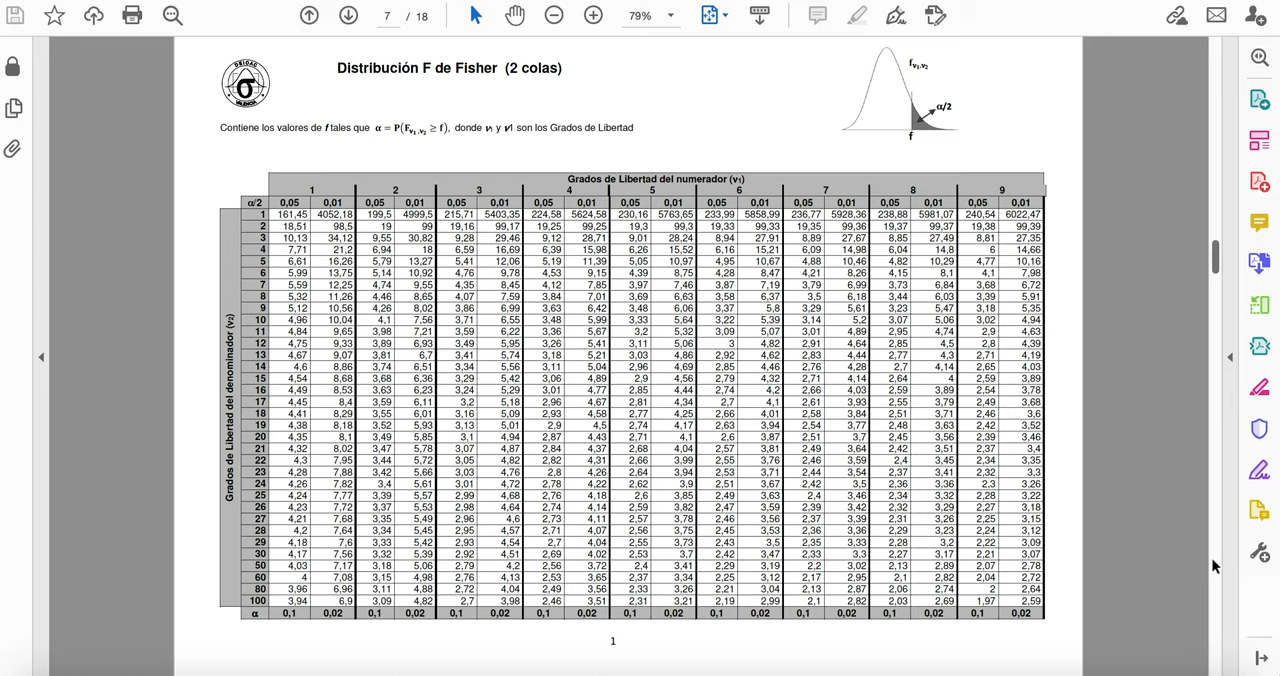 7 / 18 79%
Distribución F de Fisher (2 colas)
fν1,ν2
α/2
f
Contiene los valores de f tales que α = P(Fν1,ν2 ≥ f), donde ν1 y ν1 son los Grados de Libertad
Grados de Libertad del numerador (ν1)
1 2 3 4 5 6 7 8 9
α/2 0,05 0,01 0,05 0,01 0,05 0,01 0,05 0,01 0,05 0,01 0,05 0,01 0,05 0,01 0,05 0,01 0,05 0,01
Grados de Libertad del denominador (ν2)
1 161,45 4052,18 199,5 4999,5 215,71 5403,35 224,58 5624,58 230,16 5763,65 233,99 5858,99 236,77 5928,36 238,88 5981,07 240,54 6022,47
2 18,51 98,5 19 99 19,16 99,17 19,25 99,25 19,3 99,3 19,33 99,33 19,35 99,36 19,37 99,37 19,38 99,39
3 10,13 34,12 9,55 30,82 9,28 29,46 9,12 28,71 9,01 28,24 8,94 27,91 8,89 27,67 8,85 27,49 8,81 27,35
4 7,71 21,2 6,94 18 6,59 16,69 6,39 15,98 6,26 15,52 6,16 15,21 6,09 14,98 6,04 14,8 6 14,66
5 6,61 16,26 5,79 13,27 5,41 12,06 5,19 11,39 5,05 10,97 4,95 10,67 4,88 10,46 4,82 10,29 4,77 10,16
6 5,99 13,75 5,14 10,92 4,76 9,78 4,53 9,15 4,39 8,75 4,28 8,47 4,21 8,26 4,15 8,1 4,1 7,98
7 5,59 12,25 4,74 9,55 4,35 8,45 4,12 7,85 3,97 7,46 3,87 7,19 3,79 6,99 3,73 6,84 3,68 6,72
8 5,32 11,26 4,46 8,65 4,07 7,59 3,84 7,01 3,69 6,63 3,58 6,37 3,5 6,18 3,44 6,03 3,39 5,91
9 5,12 10,56 4,26 8,02 3,86 6,99 3,63 6,42 3,48 6,06 3,37 5,8 3,29 5,61 3,23 5,47 3,18 5,35
10 4,96 10,04 4,1 7,56 3,71 6,55 3,48 5,99 3,33 5,64 3,22 5,39 3,14 5,2 3,07 5,06 3,02 4,94
11 4,84 9,65 3,98 7,21 3,59 6,22 3,36 5,67 3,2 5,32 3,09 5,07 3,01 4,89 2,95 4,74 2,9 4,63
12 4,75 9,33 3,89 6,93 3,49 5,95 3,26 5,41 3,11 5,06 3 4,82 2,91 4,64 2,85 4,5 2,8 4,39
13 4,67 9,07 3,81 6,7 3,41 5,74 3,18 5,21 3,03 4,86 2,92 4,62 2,83 4,44 2,77 4,3 2,71 4,19
14 4,6 8,86 3,74 6,51 3,34 5,56 3,11 5,04 2,96 4,69 2,85 4,46 2,76 4,28 2,7 4,14 2,65 4,03
15 4,54 8,68 3,68 6,36 3,29 5,42 3,06 4,89 2,9 4,56 2,79 4,32 2,71 4,14 2,64 4 2,59 3,89
16 4,49 8,53 3,63 6,23 3,24 5,29 3,01 4,77 2,85 4,44 2,74 4,2 2,66 4,03 2,59 3,89 2,54 3,78
17 4,45 8,4 3,59 6,11 3,2 5,18 2,96 4,67 2,81 4,34 2,7 4,1 2,61 3,93 2,55 3,79 2,49 3,68
18 4,41 8,29 3,55 6,01 3,16 5,09 2,93 4,58 2,77 4,25 2,66 4,01 2,58 3,84 2,51 3,71 2,46 3,6
19 4,38 8,18 3,52 5,93 3,13 5,01 2,9 4,5 2,74 4,17 2,63 3,94 2,54 3,77 2,48 3,63 2,42 3,52
20 4,35 8,1 3,49 5,85 3,1 4,94 2,87 4,43 2,71 4,1 2,6 3,87 2,51 3,7 2,45 3,56 2,39 3,46
21 4,32 8,02 3,47 5,78 3,07 4,87 2,84 4,37 2,68 4,04 2,57 3,81 2,49 3,64 2,42 3,51 2,37 3,4
22 4,3 7,95 3,44 5,72 3,05 4,82 2,82 4,31 2,66 3,99 2,55 3,76 2,46 3,59 2,4 3,45 2,34 3,35
23 4,28 7,88 3,42 5,66 3,03 4,76 2,8 4,26 2,64 3,94 2,53 3,71 2,44 3,54 2,37 3,41 2,32 3,3
24 4,26 7,82 3,4 5,61 3,01 4,72 2,78 4,22 2,62 3,9 2,51 3,67 2,42 3,5 2,36 3,36 2,3 3,26
25 4,24 7,77 3,39 5,57 2,99 4,68 2,76 4,18 2,6 3,85 2,49 3,63 2,4 3,46 2,34 3,32 2,28 3,22
26 4,23 7,72 3,37 5,53 2,98 4,64 2,74 4,14 2,59 3,82 2,47 3,59 2,39 3,42 2,32 3,29 2,27 3,18
27 4,21 7,68 3,35 5,49 2,96 4,6 2,73 4,11 2,57 3,78 2,46 3,56 2,37 3,39 2,31 3,26 2,25 3,15
28 4,2 7,64 3,34 5,45 2,95 4,57 2,71 4,07 2,56 3,75 2,45 3,53 2,36 3,36 2,29 3,23 2,24 3,12
29 4,18 7,6 3,33 5,42 2,93 4,54 2,7 4,04 2,55 3,73 2,43 3,5 2,35 3,33 2,28 3,2 2,22 3,09
30 4,17 7,56 3,32 5,39 2,92 4,51 2,69 4,02 2,53 3,7 2,42 3,47 2,33 3,3 2,27 3,17 2,21 3,07
50 4,03 7,17 3,18 5,06 2,79 4,2 2,56 3,72 2,4 3,41 2,29 3,19 2,2 3,02 2,13 2,89 2,07 2,78
60 4 7,08 3,15 4,98 2,76 4,13 2,53 3,65 2,37 3,34 2,25 3,12 2,17 2,95 2,1 2,82 2,04 2,72
80 3,96 6,96 3,11 4,88 2,72 4,04 2,49 3,56 2,33 3,26 2,21 3,04 2,13 2,87 2,06 2,74 2 2,64
100 3,94 6,9 3,09 4,82 2,7 3,98 2,46 3,51 2,31 3,21 2,19 2,99 2,1 2,82 2,03 2,69 1,97 2,59
α 0,1 0,02 0,1 0,02 0,1 0,02 0,1 0,02 0,1 0,02 0,1 0,02 0,1 0,02 0,1 0,02 0,1 0,02
1